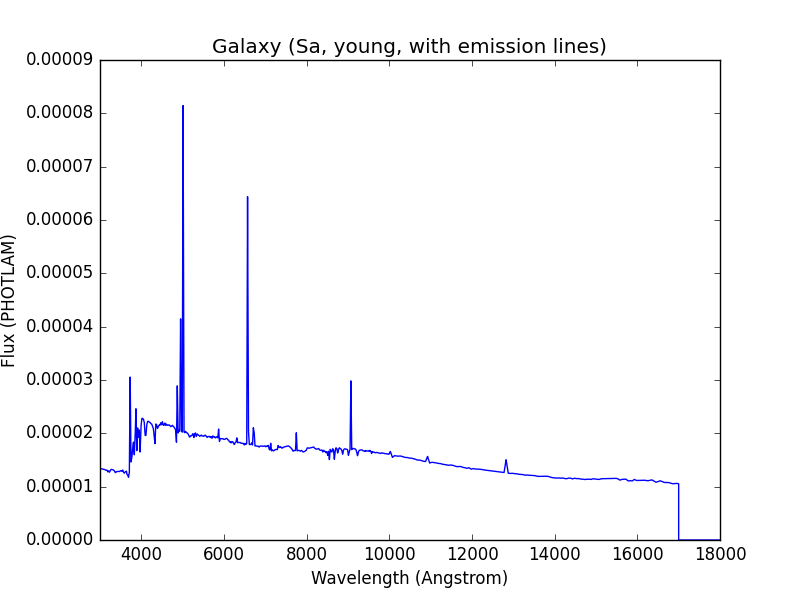 Galaxy (Sa, young, with emission lines)
0.00009
0.00008
0.00007
0.00006
0.00005
0.00004
0.00003
0.00002
0.00001
0.00000
Flux (PHOTLAM)
4000 6000 8000 10000 12000 14000 16000 18000
Wavelength (Angstrom)